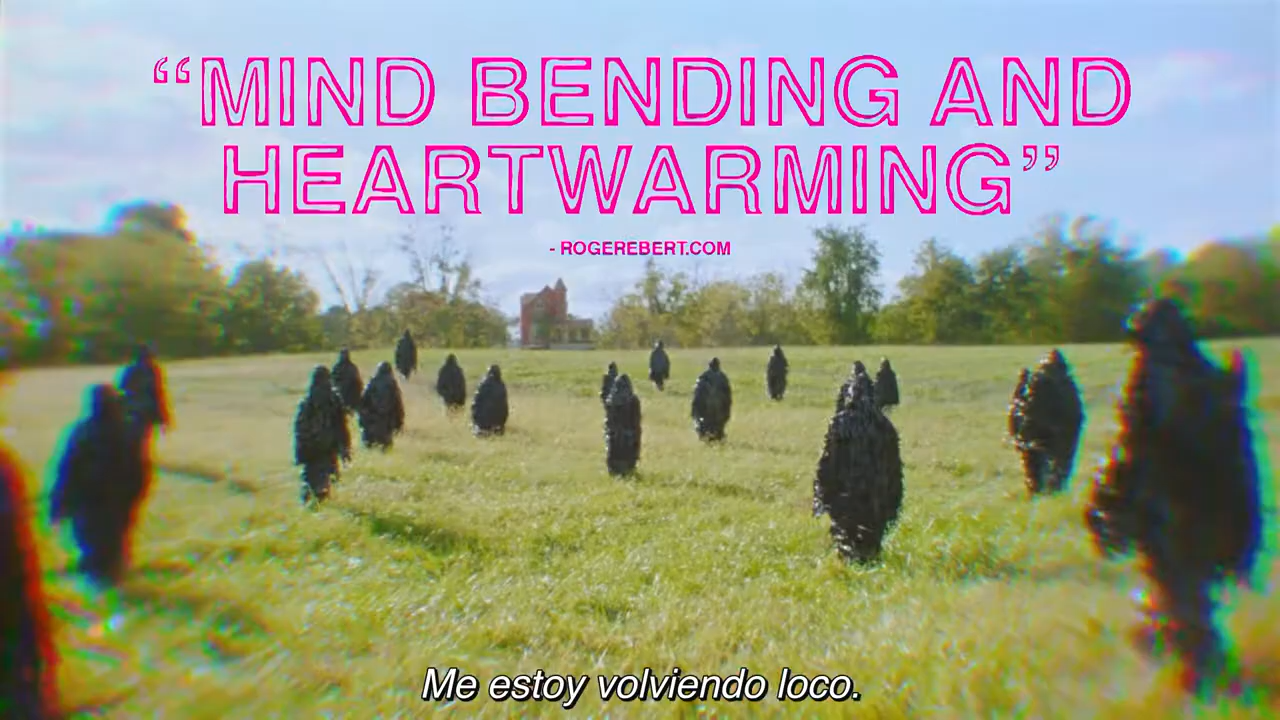 “MIND BENDING AND
HEARTWARMING”
- ROGEREBERT.COM
Me estoy volviendo loco.